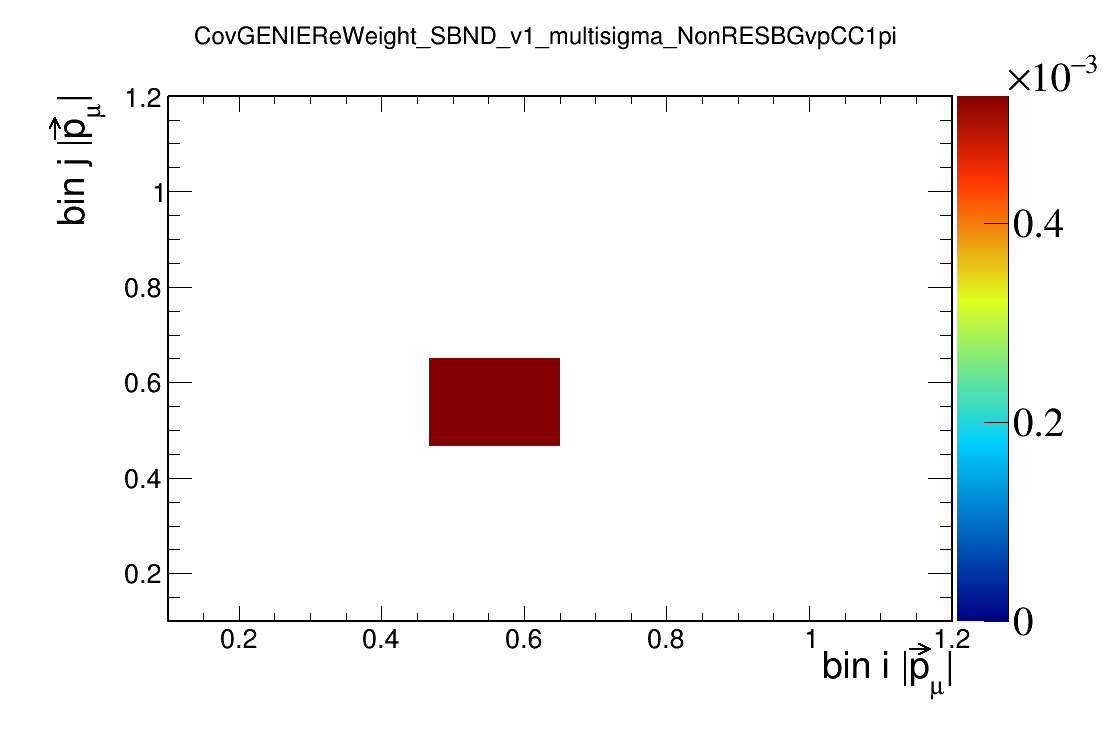 CovGENIEReWeight_SBND_v1_multisigma_NonRESBGvpCC1pi
×10⁻³
bin j |p⃗_μ|
1.2
1
0.8
0.6
0.4
0.2
0.4
0.2
0
0.2 0.4 0.6 0.8 1 1.2
bin i |p⃗_μ|